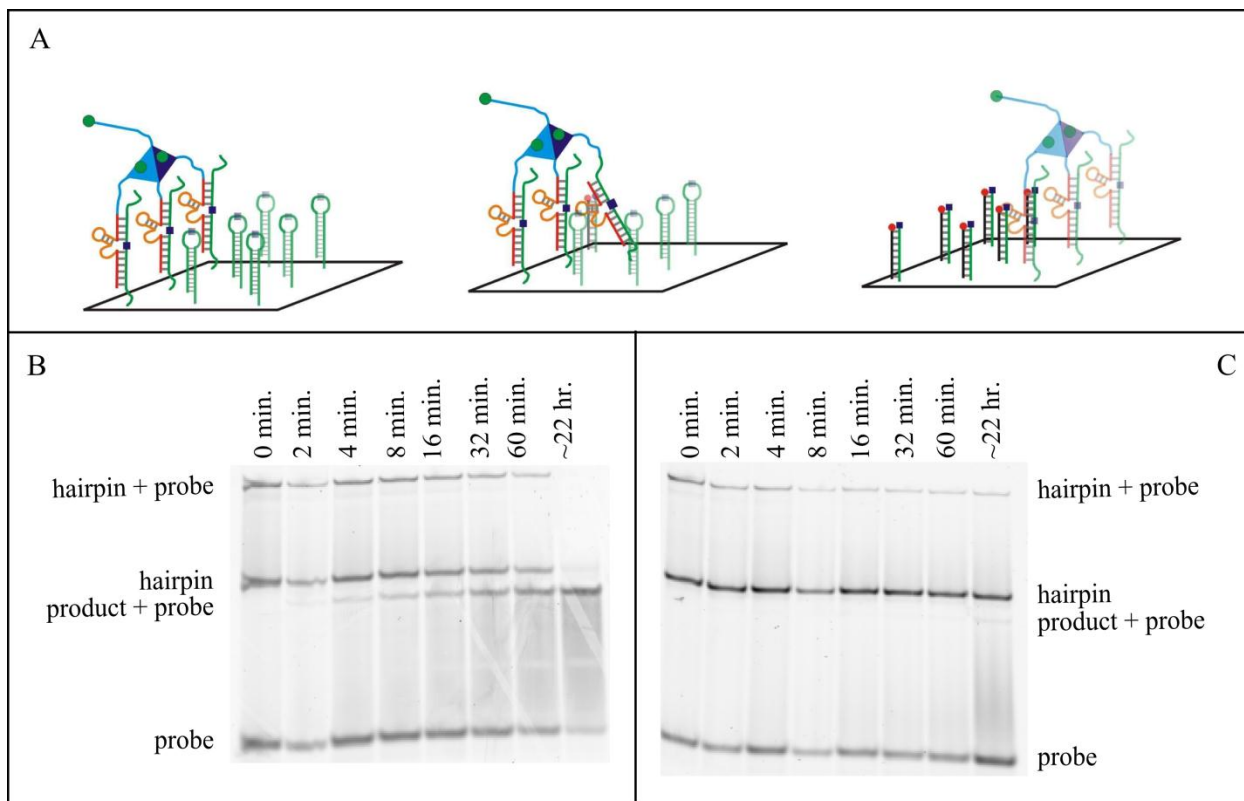 A
B
0 min.
2 min.
4 min.
8 min.
16 min.
32 min.
60 min.
~22 hr.
hairpin + probe
hairpin
product + probe
probe
C
0 min.
2 min.
4 min.
8 min.
16 min.
32 min.
60 min.
~22 hr.
hairpin + probe
hairpin
product + probe
probe